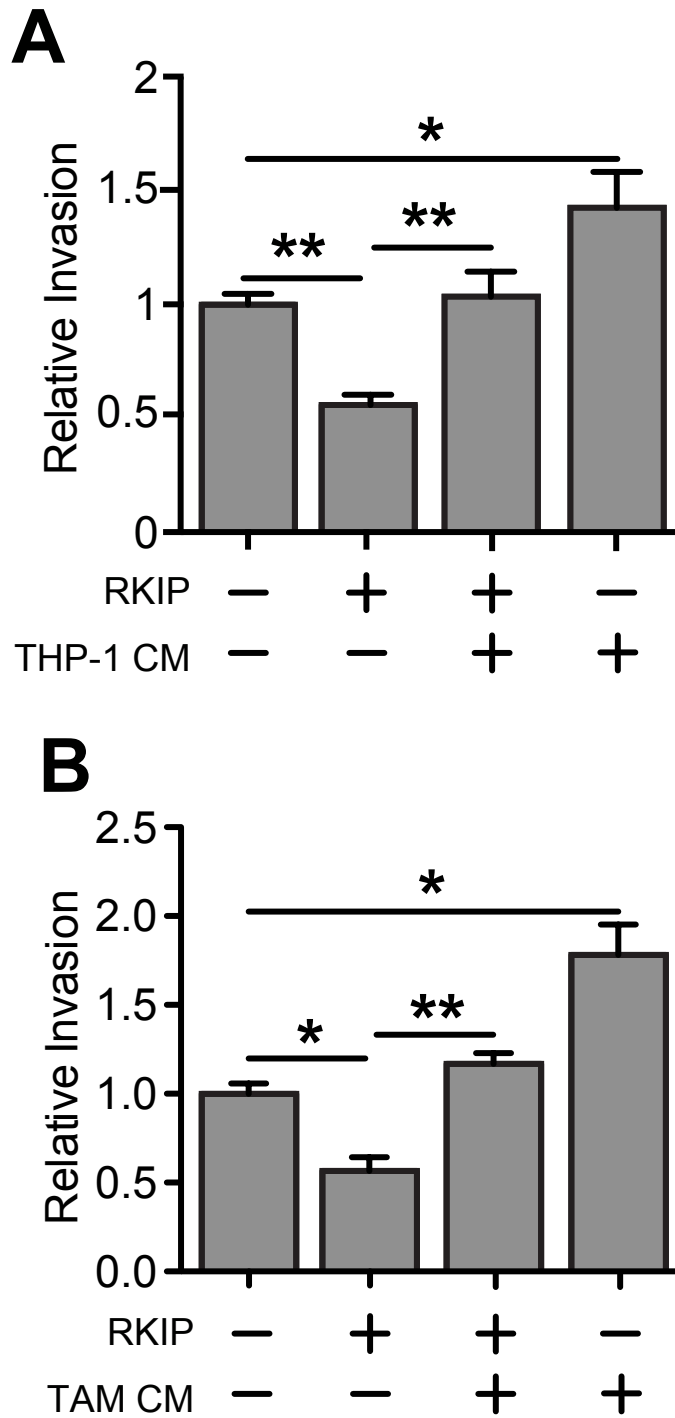 A
2
*
1.5
** **
1
0.5
0
Relative Invasion
RKIP — + + —
THP-1 CM — — + +
B
2.5
*
2.0
1.5
* **
1.0
0.5
0.0
Relative Invasion
RKIP — + + —
TAM CM — — + +